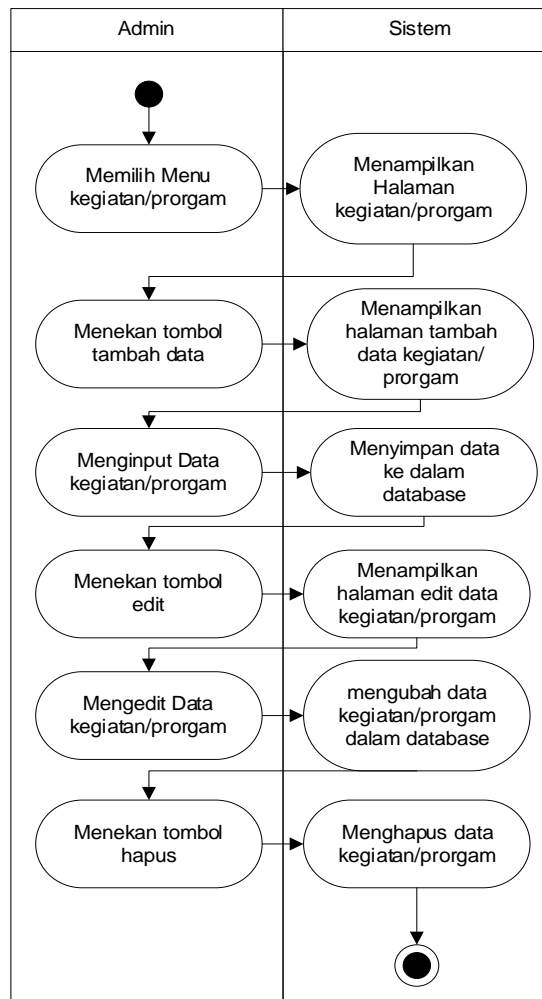 Admin
Sistem
Memilih Menu
kegiatan/prorgam
Menampilkan
Halaman
kegiatan/prorgam
Menekan tombol
tambah data
Menampilkan
halaman tambah
data kegiatan/
prorgam
Menginput Data
kegiatan/prorgam
Menyimpan data
ke dalam
database
Menekan tombol
edit
Menampilkan
halaman edit data
kegiatan/prorgam
Mengedit Data
kegiatan/prorgam
mengubah data
kegiatan/prorgam
dalam database
Menekan tombol
hapus
Menghapus data
kegiatan/prorgam